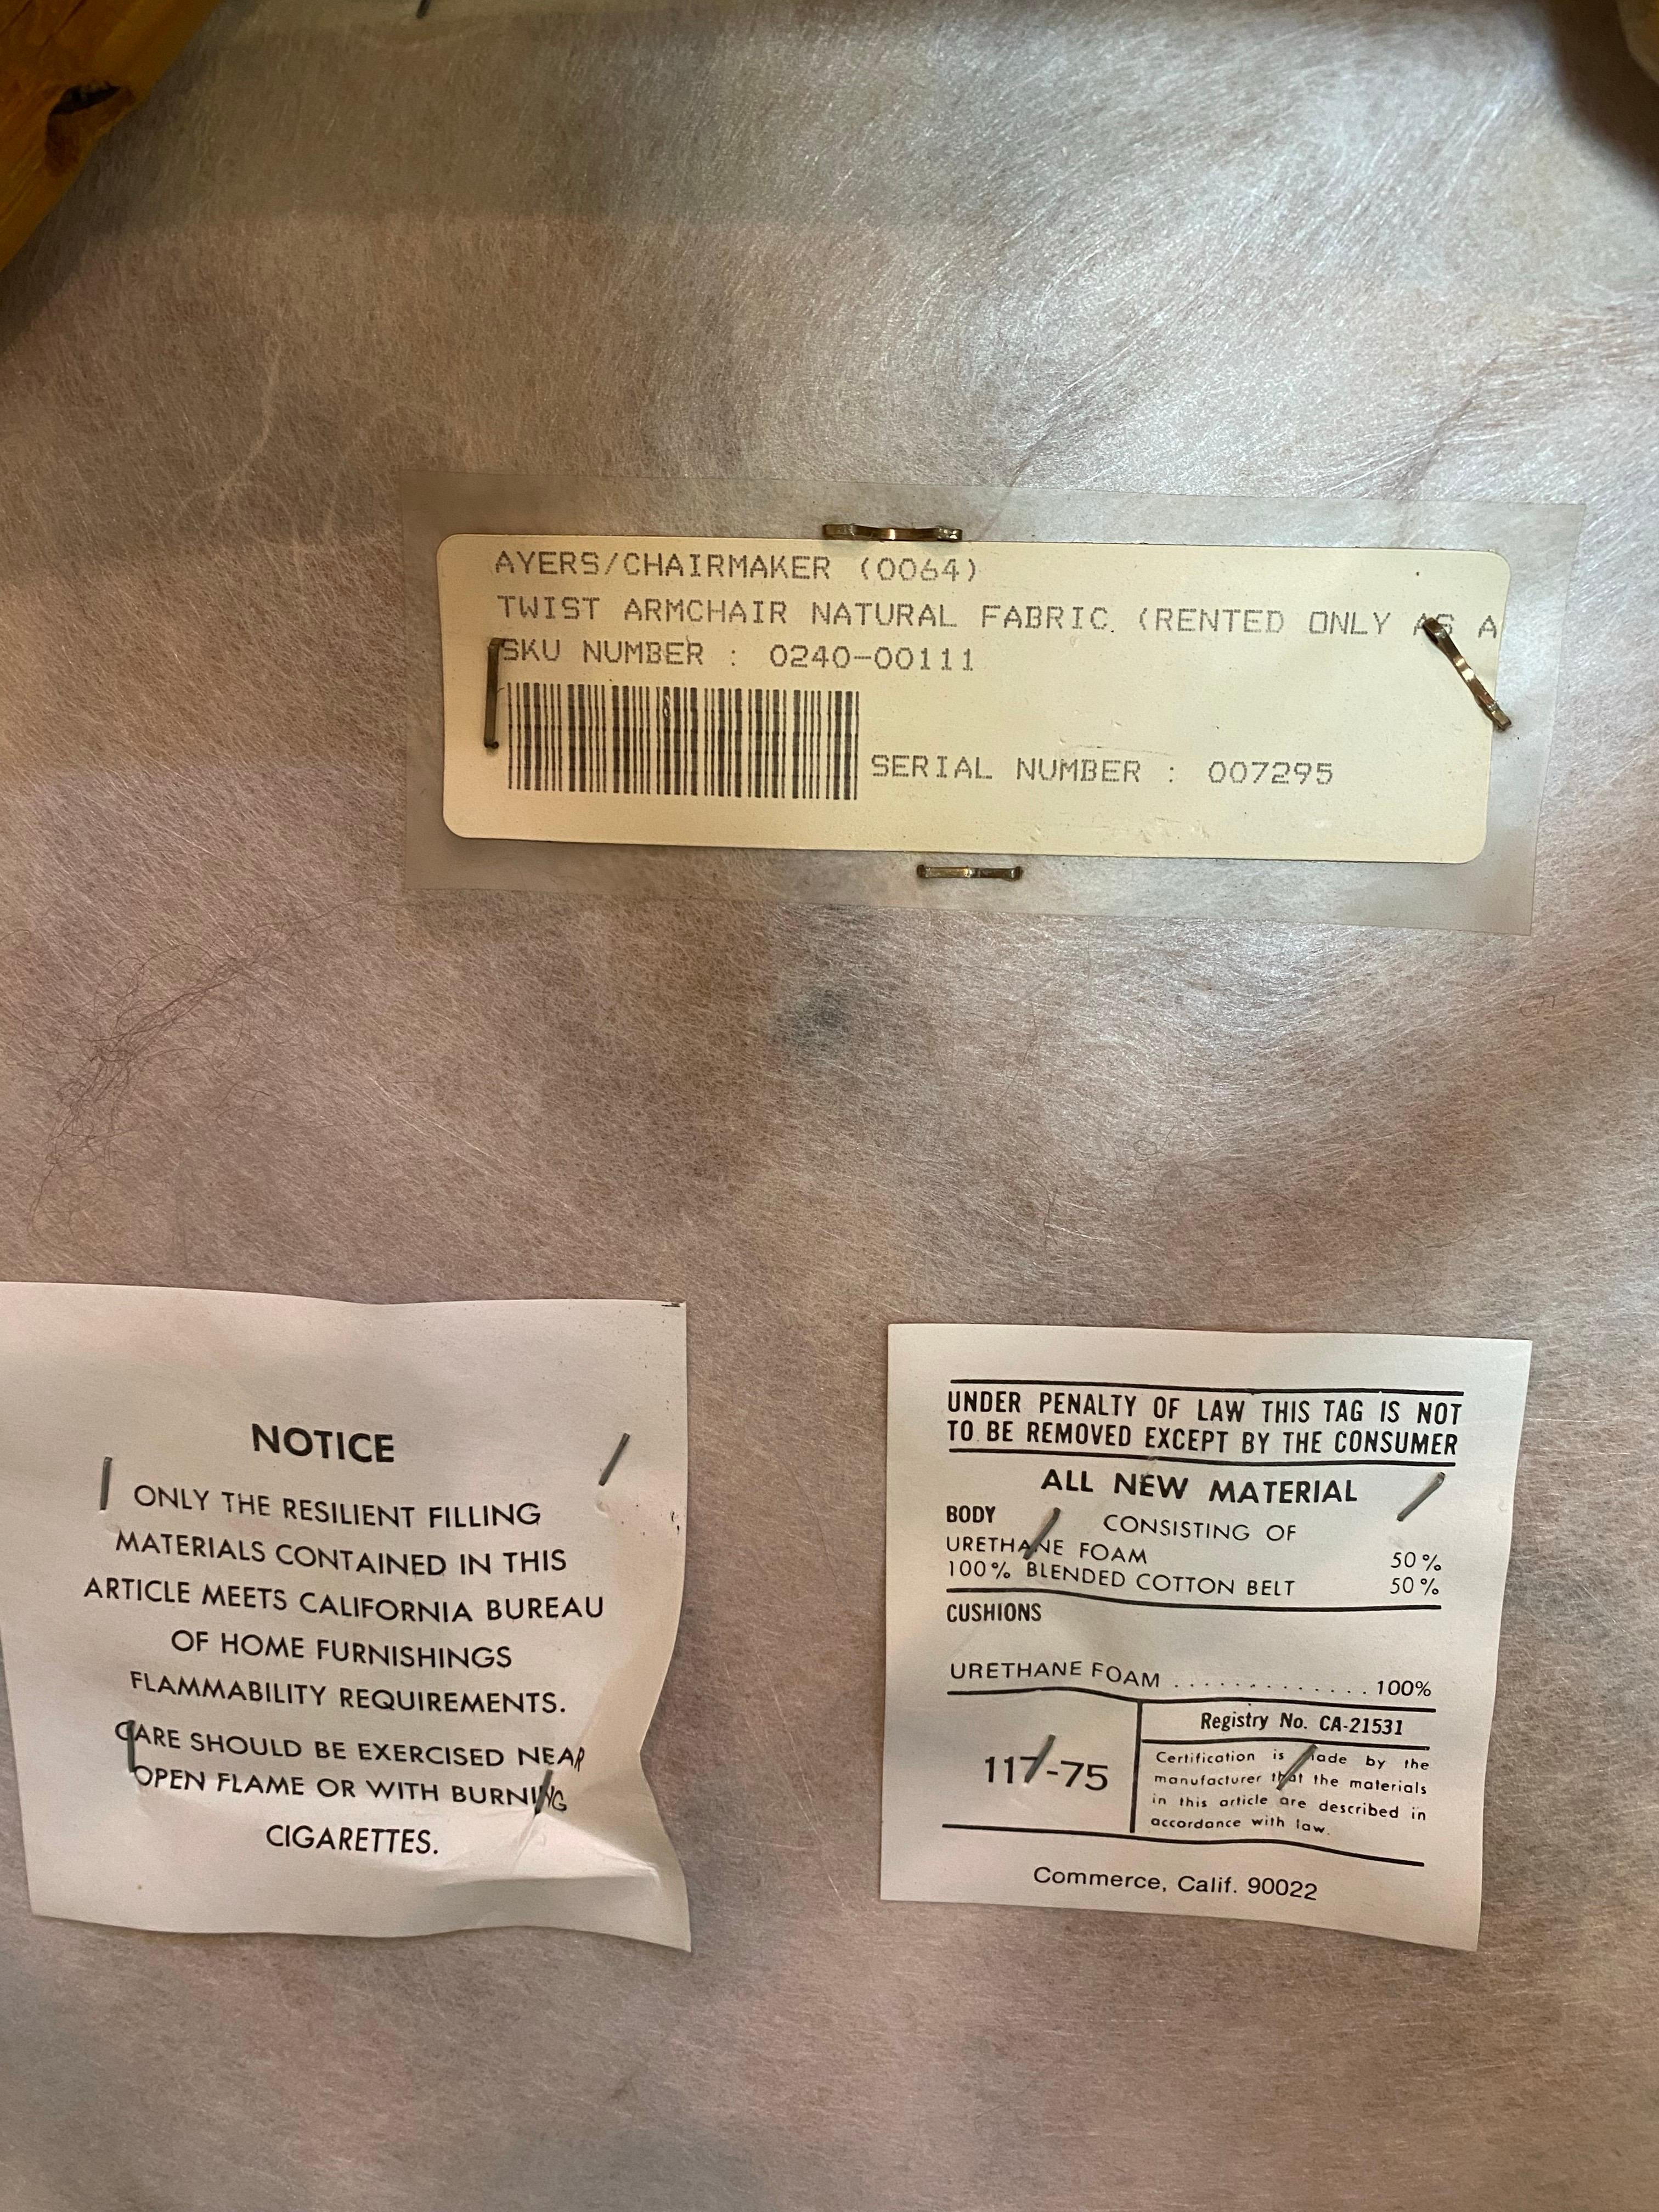 AYERS/CHAIRMAKER (0064)
TWIST ARMCHAIR NATURAL FABRIC (RENTED ONLY AS A
SKU NUMBER : 0240-00111
SERIAL NUMBER : 007295
NOTICE
ONLY THE RESILIENT FILLING
MATERIALS CONTAINED IN THIS
ARTICLE MEETS CALIFORNIA BUREAU
OF HOME FURNISHINGS
FLAMMABILITY REQUIREMENTS.
CARE SHOULD BE EXERCISED NEAR
OPEN FLAME OR WITH BURNING
CIGARETTES.
UNDER PENALTY OF LAW THIS TAG IS NOT
TO BE REMOVED EXCEPT BY THE CONSUMER
ALL NEW MATERIAL
BODY CONSISTING OF
URETHANE FOAM 50%
100% BLENDED COTTON BELT 50%
CUSHIONS
URETHANE FOAM ............. 100%
117-75
Registry No. CA-21531
Certification is made by the
manufacturer that the materials
in this article are described in
accordance with law.
Commerce, Calif. 90022